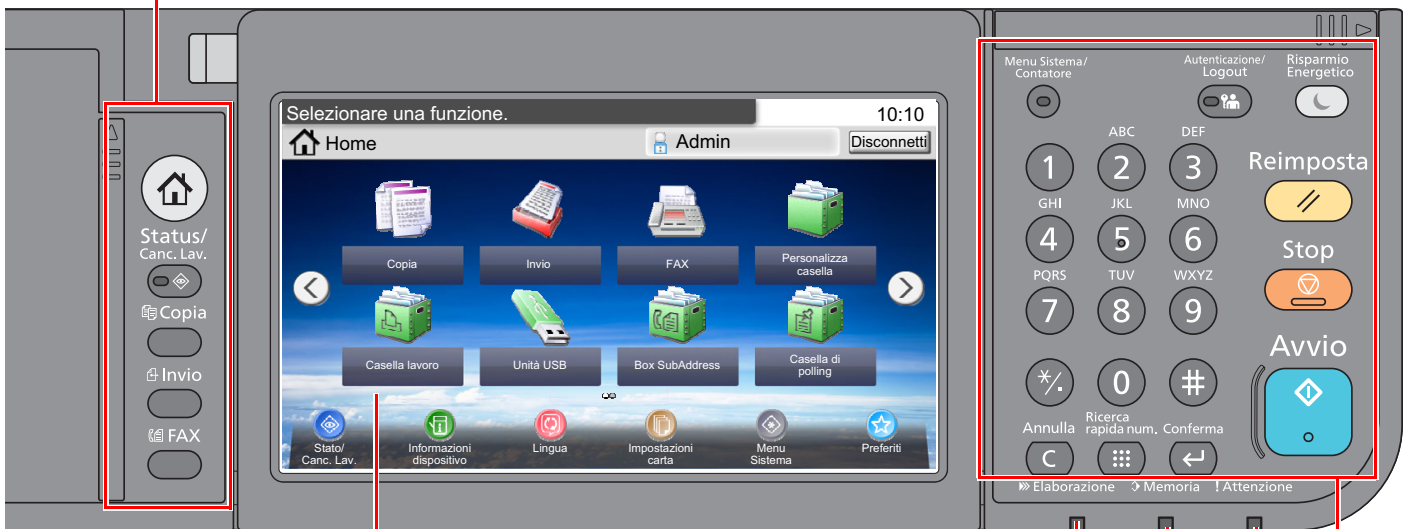 Status/
Canc. Lav.
Copia
Invio
FAX
Selezionare una funzione.
10:10
Home
Admin
Disconnetti
Copia
Invio
FAX
Personalizza
casella
Casella lavoro
Unità USB
Box SubAddress
Casella di
polling
Stato/
Canc. Lav.
Informazioni
dispositivo
Lingua
Impostazioni
carta
Menu
Sistema
Preferiti
Menu Sistema/
Contatore
Autenticazione/
Logout
Risparmio
Energetico
ABC DEF
1 2 3
GHI JKL MNO
4 5 6
PQRS TUV WXYZ
7 8 9
*/. 0 #
Reimposta
Stop
Avvio
Annulla
Ricerca
rapida num.
Conferma
C
Elaborazione Memoria ! Attenzione